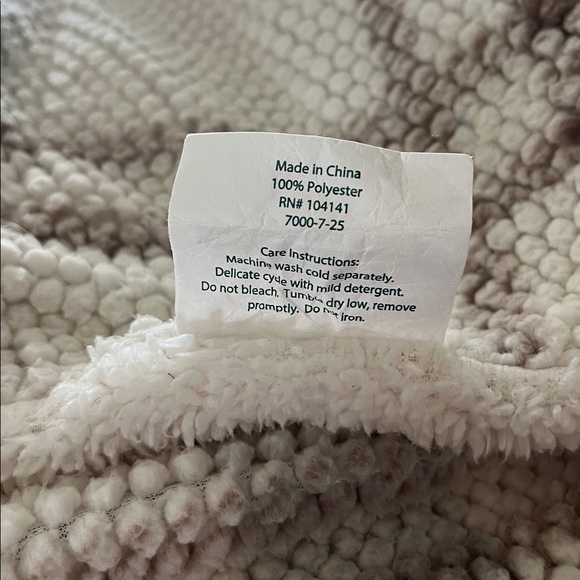 Made in China
100% Polyester
RN# 104141
7000-7-25
Care Instructions:
Machine wash cold separately.
Delicate cycle with mild detergent.
Do not bleach. Tumble dry low, remove
promptly. Do not iron.